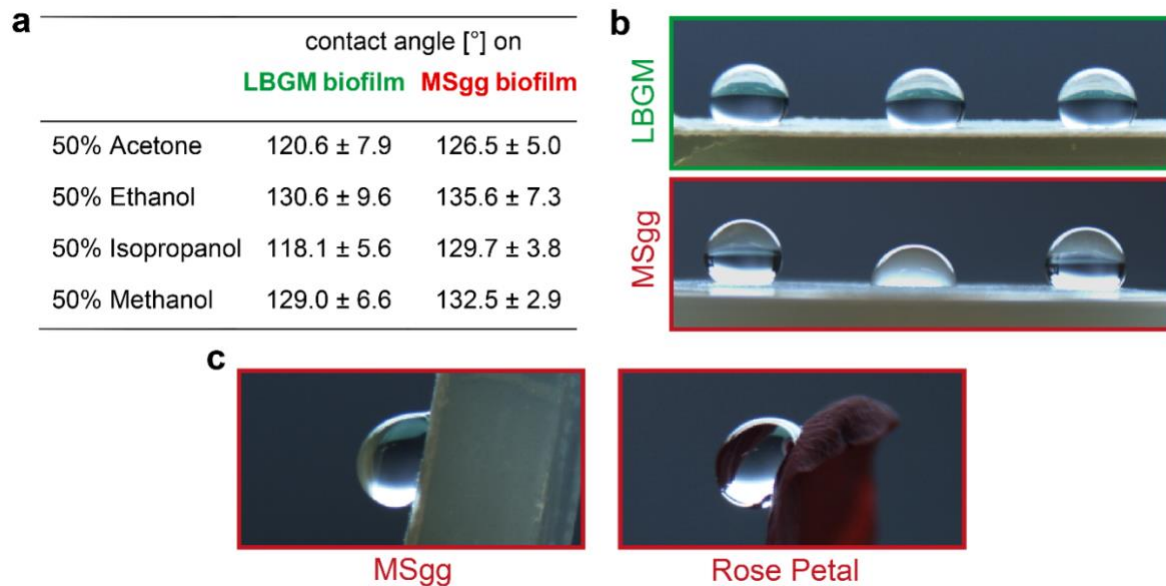 a
contact angle [°] on
LBGM biofilm MSgg biofilm
50% Acetone 120.6 ± 7.9 126.5 ± 5.0
50% Ethanol 130.6 ± 9.6 135.6 ± 7.3
50% Isopropanol 118.1 ± 5.6 129.7 ± 3.8
50% Methanol 129.0 ± 6.6 132.5 ± 2.9
b
LBGM
MSgg
c
MSgg
Rose Petal